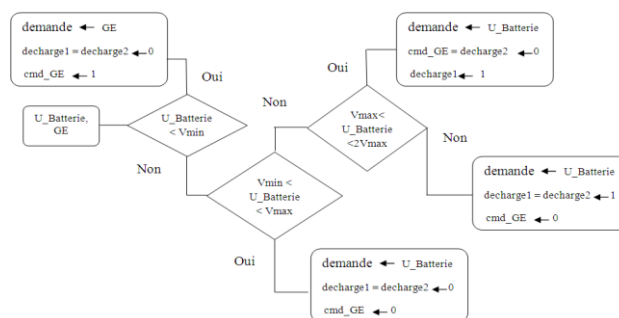 demande ← GE
decharge1 = decharge2 ← 0
cmd_GE ← 1
demande ← U_Batterie
cmd_GE = decharge2 ← 0
decharge1 ← 1
Oui
Oui
U_Batterie,
GE
U_Batterie
< Vmin
Non
Vmax<
U_Batterie
<2Vmax
Non
Non
Vmin <
U_Batterie
< Vmax
demande ← U_Batterie
decharge1 = decharge2 ← 1
cmd_GE ← 0
Oui
demande ← U_Batterie
decharge1 = decharge2 ← 0
cmd_GE ← 0